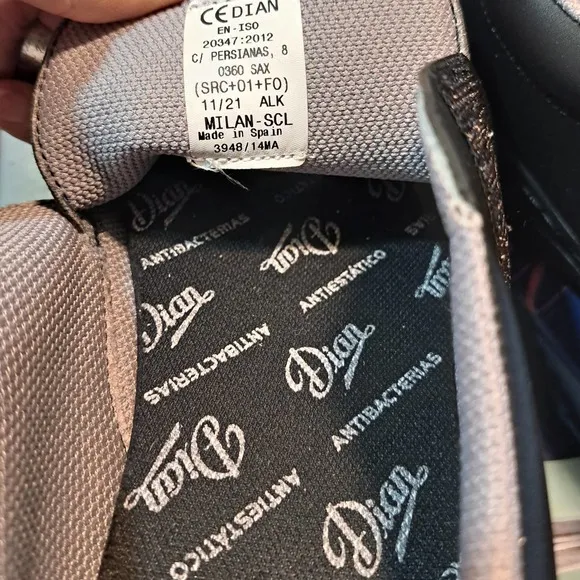 CE DIAN
EN-ISO
20347:2012
C/ PERSIANAS, 8
0360 SAX
(SRC+O1+FO)
11/21 ALK
MILAN-SCL
Made in Spain
3948/14MA
Dian
ANTIBACTERIAS
Dian
ANTIESTÁTICO
Dian
ANTIBACTERIAS
Dian
ANTIBACTERIAS
Dian
ANTIESTÁTICO
Dian